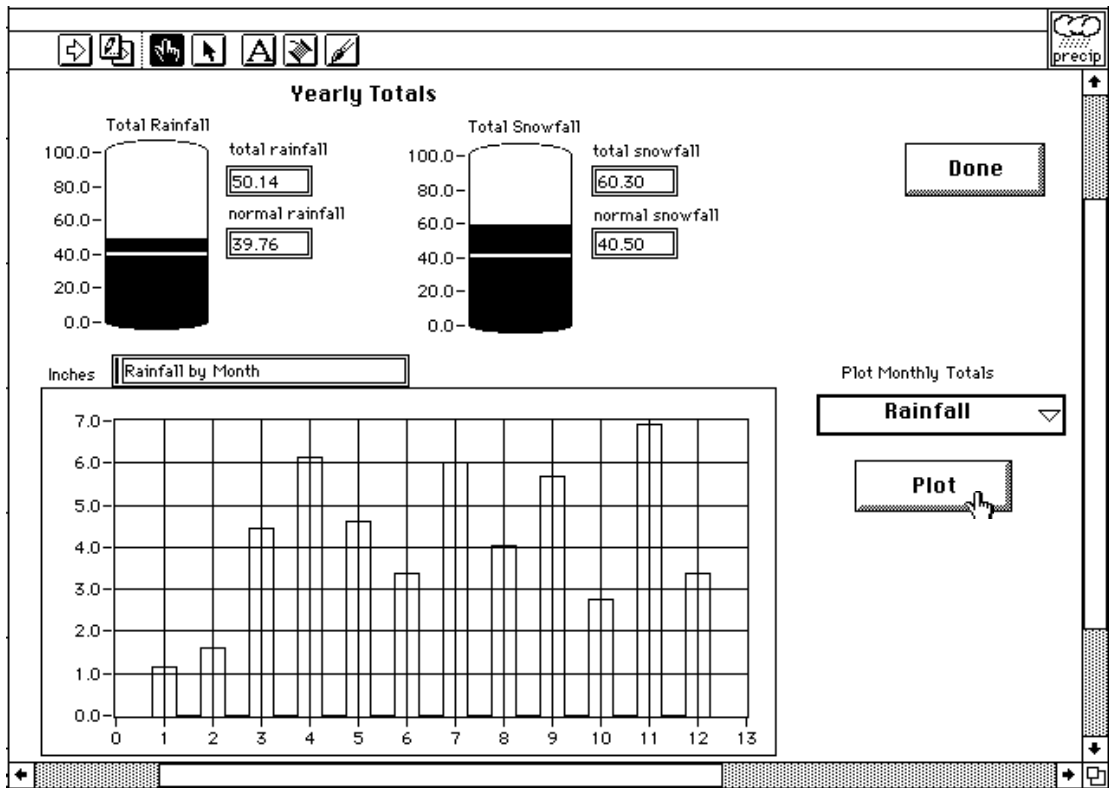 precip
A
Yearly Totals
Total Rainfall
100.0
80.0
60.0
40.0
20.0
0.0
total rainfall
50.14
normal rainfall
39.76
Total Snowfall
100.0
80.0
60.0
40.0
20.0
0.0
total snowfall
60.30
normal snowfall
40.50
Done
Inches
Rainfall by Month
7.0
6.0
5.0
4.0
3.0
2.0
1.0
0.0
0 1 2 3 4 5 6 7 8 9 10 11 12 13
Plot Monthly Totals
Rainfall
Plot